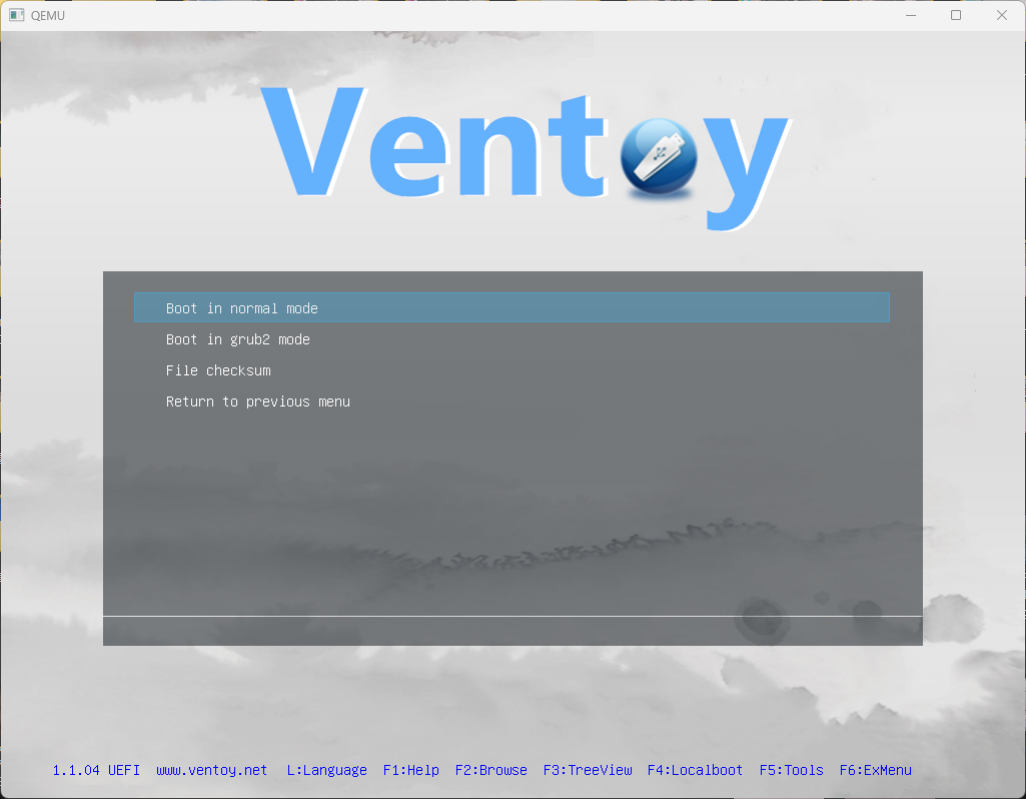 QEMU
Ventoy
Boot in normal mode
Boot in grub2 mode
File checksum
Return to previous menu
1.1.04 UEFI www.ventoy.net L:Language F1:Help F2:Browse F3:TreeView F4:Localboot F5:Tools F6:ExMenu